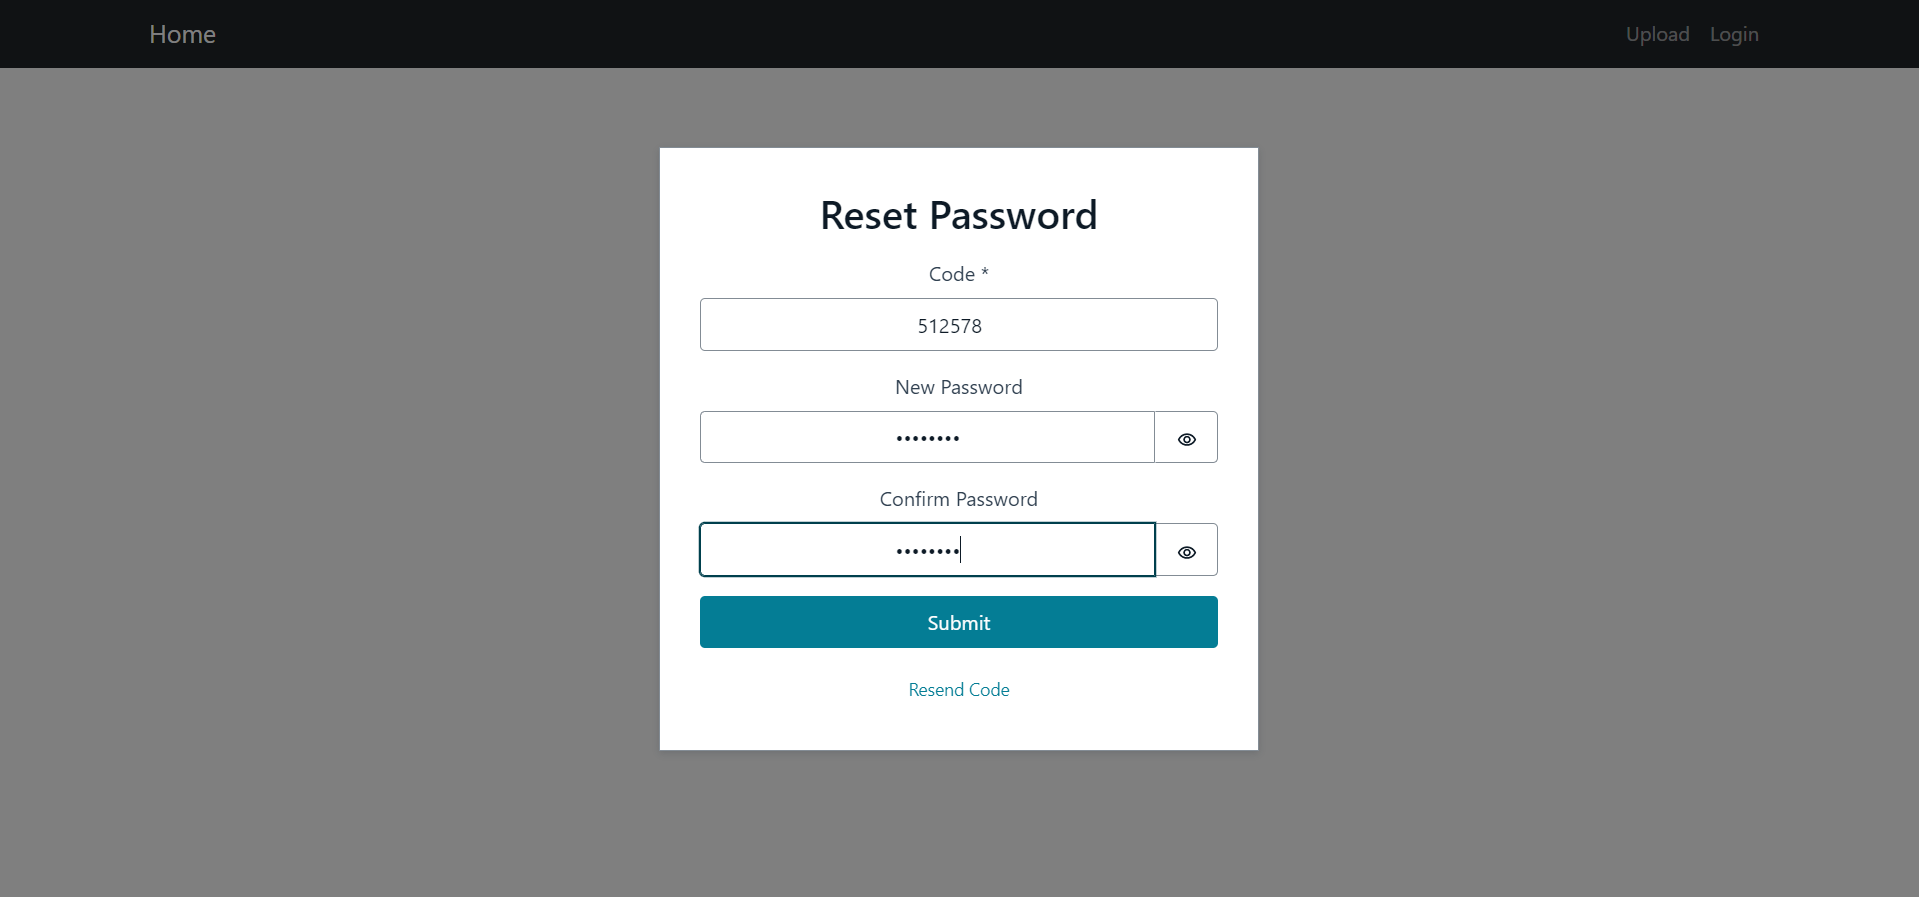 Home
Upload Login
Reset Password
Code *
512578
New Password
••••••••
Confirm Password
••••••••
Submit
Resend Code